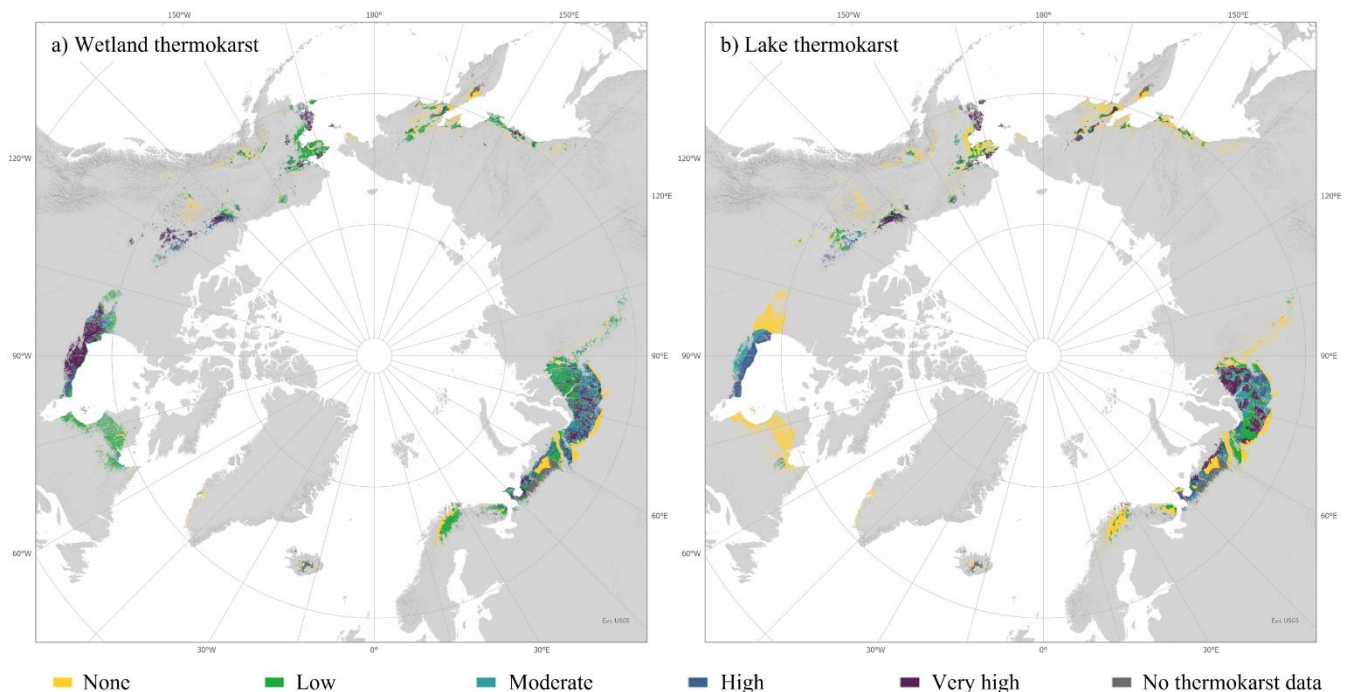 150°W 180° 150°E
a) Wetland thermokarst
120°W
120°E
90°W
90°E
60°W
60°E
Esri, USGS
30°W 0° 30°E
150°W 180° 150°E
b) Lake thermokarst
120°W
120°E
90°W
90°E
60°W
60°E
Esri, USGS
30°W 0° 30°E
None Low Moderate High Very high No thermokarst data